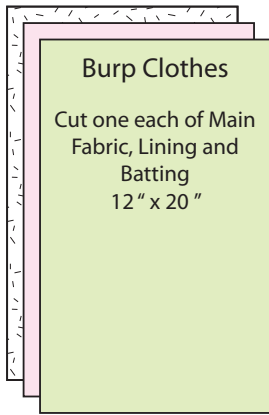 Burp Clothes
Cut one each of Main
Fabric, Lining and
Batting
12 " x 20 "